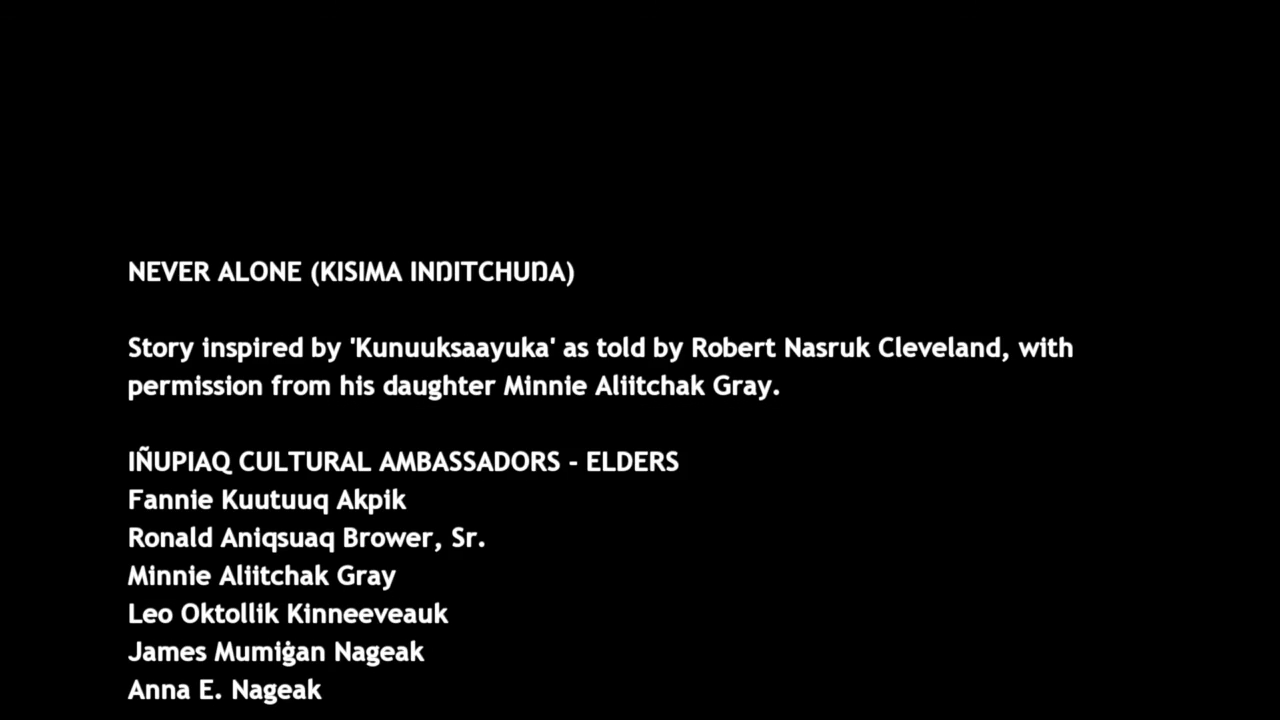 NEVER ALONE (KISIMA INŊITCHUŊA)
Story inspired by 'Kunuuksaayuka' as told by Robert Nasruk Cleveland, with
permission from his daughter Minnie Aliitchak Gray.
IÑUPIAQ CULTURAL AMBASSADORS - ELDERS
Fannie Kuutuuq Akpik
Ronald Aniqsuaq Brower, Sr.
Minnie Aliitchak Gray
Leo Oktollik Kinneeveauk
James Mumiġan Nageak
Anna E. Nageak